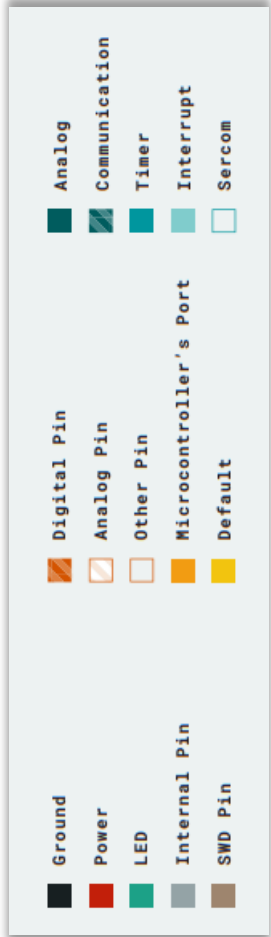 Ground
Power
LED
Internal Pin
SWD Pin
Digital Pin
Analog Pin
Other Pin
Microcontroller's Port
Default
Analog
Communication
Timer
Interrupt
Sercom